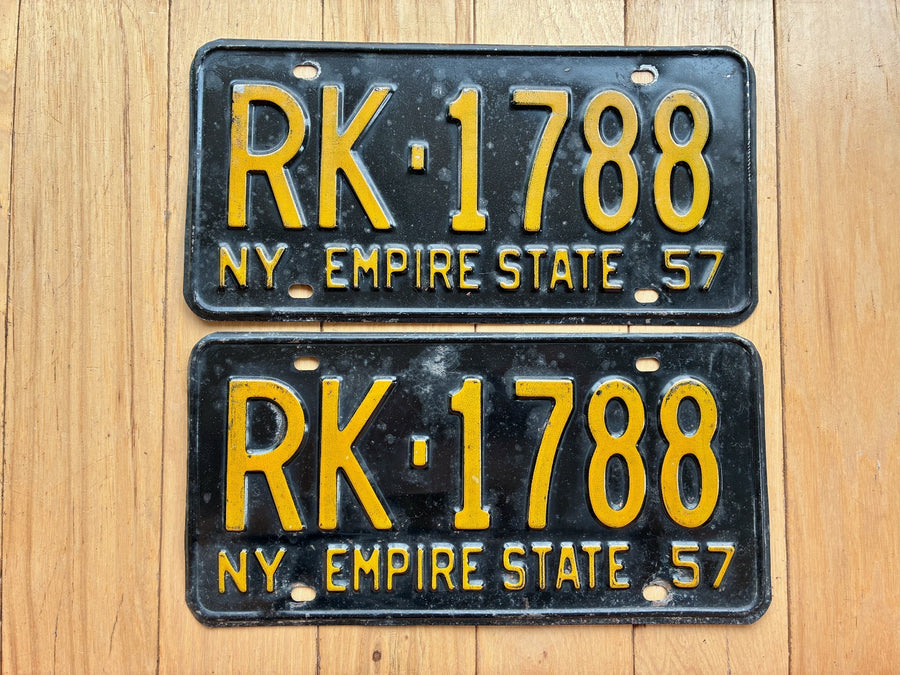 RK-1788
NY EMPIRE STATE 57
RK-1788
NY EMPIRE STATE 57